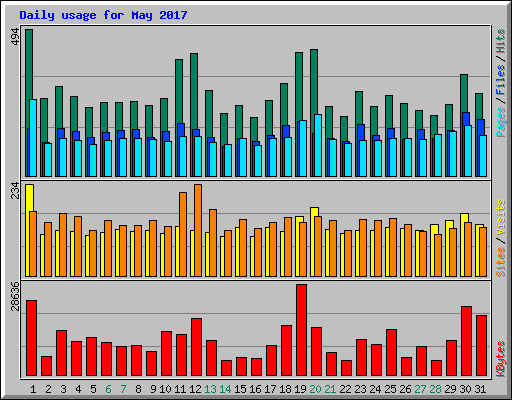 Daily usage for May 2017
494
Pages / Files / Hits
234
Sites / Visits
28636
KBytes
1 2 3 4 5 6 7 8 9 10 11 12 13 14 15 16 17 18 19 20 21 22 23 24 25 26 27 28 29 30 31